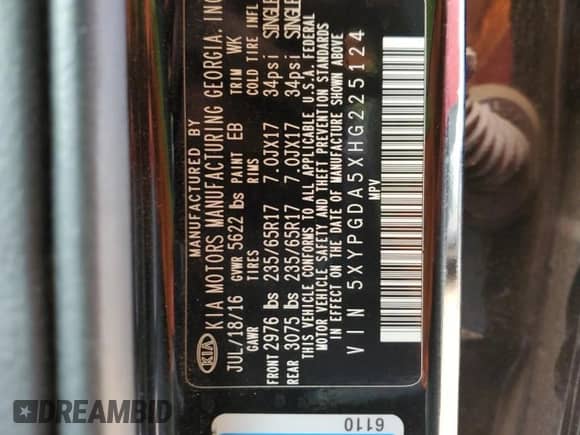 MANUFACTURED BY
KIA KIA MOTORS MANUFACTURING GEORGIA, INC
JUL/18/16 GVWR 5622 lbs PAINT EB TRIM WK
GAWR TIRES RIMS COLD TIRE INFL
FRONT 2976 lbs 235/65R17 7.0JX17 34psi SINGLE
REAR 3075 lbs 235/65R17 7.0JX17 34psi SINGLE
THIS VEHICLE CONFORMS TO ALL APPLICABLE U.S.A. FEDERAL
MOTOR VEHICLE SAFETY AND THEFT PREVENTION STANDARDS
IN EFFECT ON THE DATE OF MANUFACTURE SHOWN ABOVE
VIN 5XYPGDA5XHG225124
MPV
6110
DREAMBID